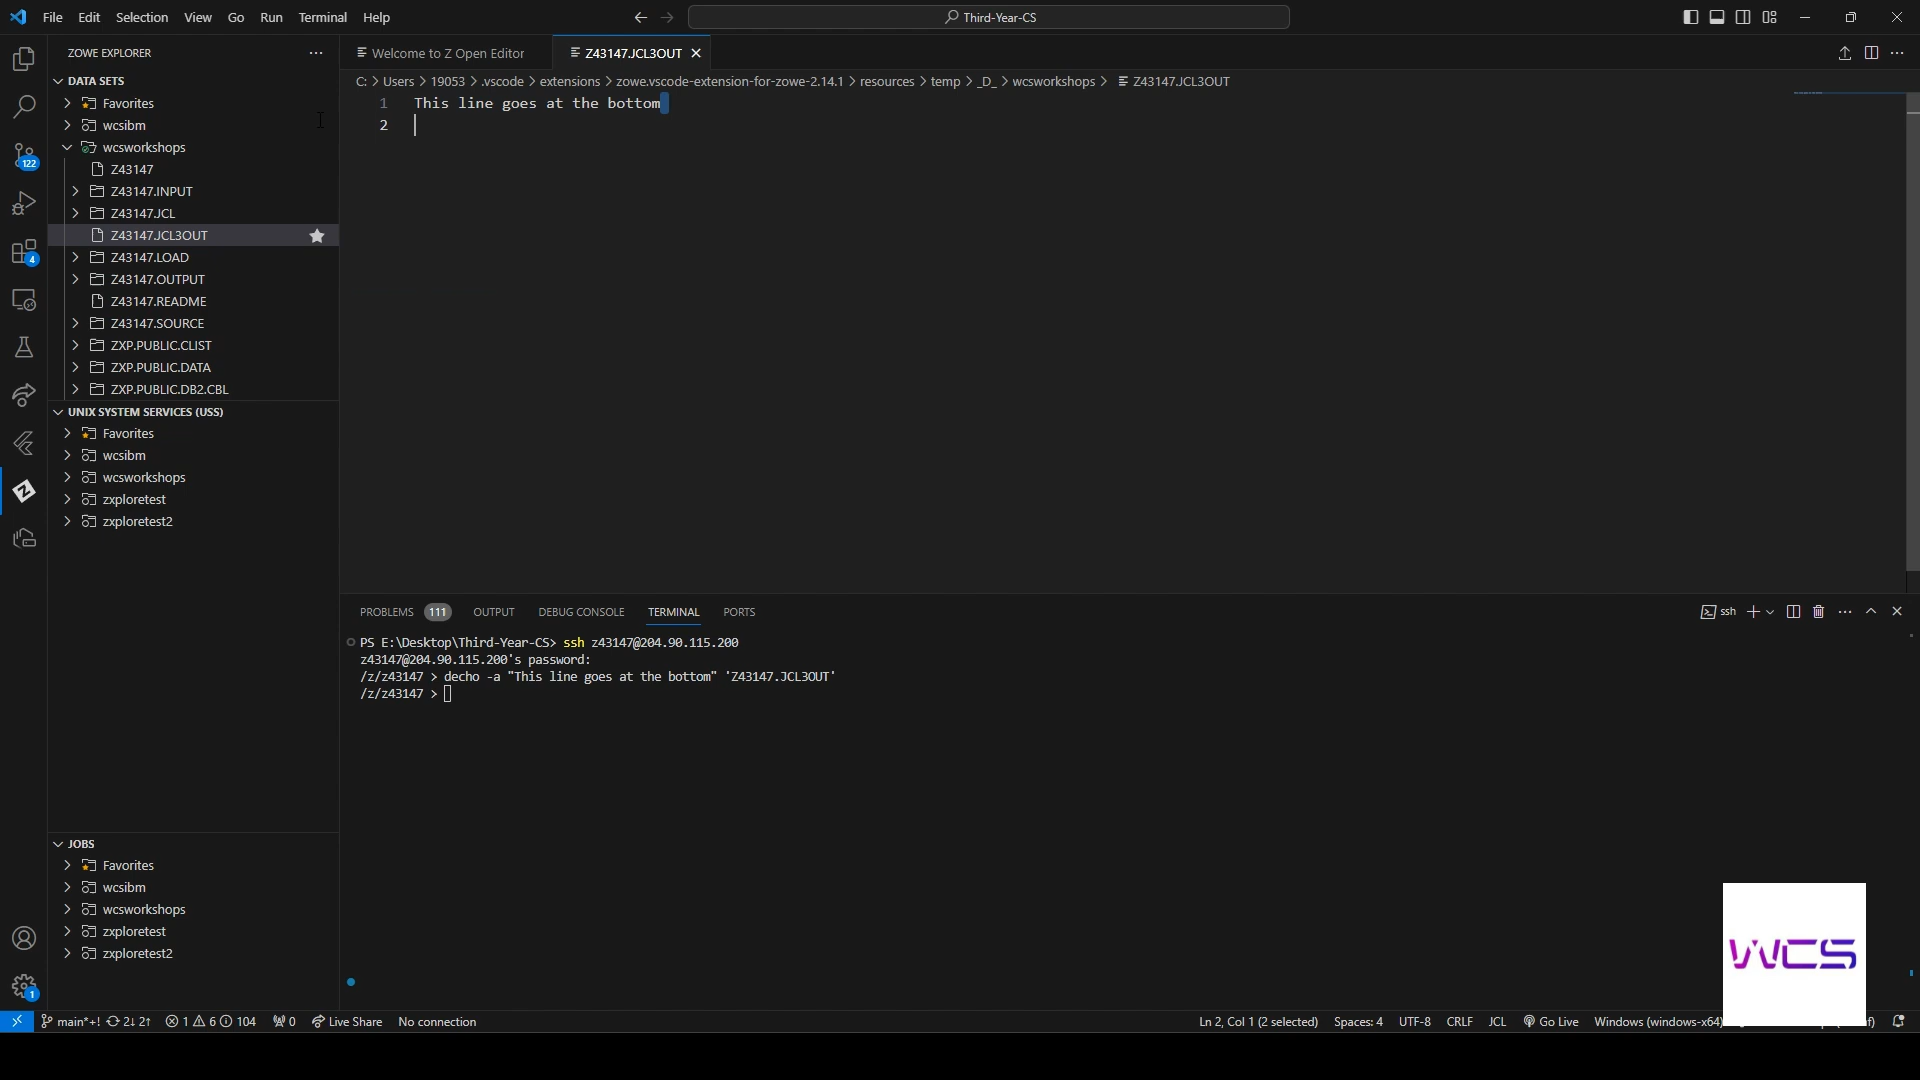 File Edit Selection View Go Run Terminal Help
Third-Year-CS
ZOWE EXPLORER
Welcome to Z Open Editor
Z43147.JCL3OUT
DATA SETS
C: > Users > 19053 > .vscode > extensions > zowe.vscode-extension-for-zowe-2.14.1 > resources > temp > _D_ > wcsworkshops > Z43147.JCL3OUT
Favorites
wcsibm
wcsworkshops
Z43147
Z43147.INPUT
Z43147.JCL
Z43147.JCL3OUT
Z43147.LOAD
Z43147.OUTPUT
Z43147.README
Z43147.SOURCE
ZXP.PUBLIC.CLIST
ZXP.PUBLIC.DATA
ZXP.PUBLIC.DB2.CBL
1 This line goes at the bottom
2
122
4
UNIX SYSTEM SERVICES (USS)
Favorites
wcsibm
wcsworkshops
zxploretest
zxploretest2
PROBLEMS 111 OUTPUT DEBUG CONSOLE TERMINAL PORTS
ssh
PS E:\Desktop\Third-Year-CS> ssh z43147@204.90.115.200
z43147@204.90.115.200's password:
/z/z43147 > decho -a "This line goes at the bottom" 'Z43147.JCL3OUT'
/z/z43147 >
JOBS
Favorites
wcsibm
wcsworkshops
zxploretest
zxploretest2
1
WCS
main*+! 2↓ 2↑ 1 6 104 0 Live Share No connection
Ln 2, Col 1 (2 selected) Spaces: 4 UTF-8 CRLF JCL Go Live Windows (windows-x64)